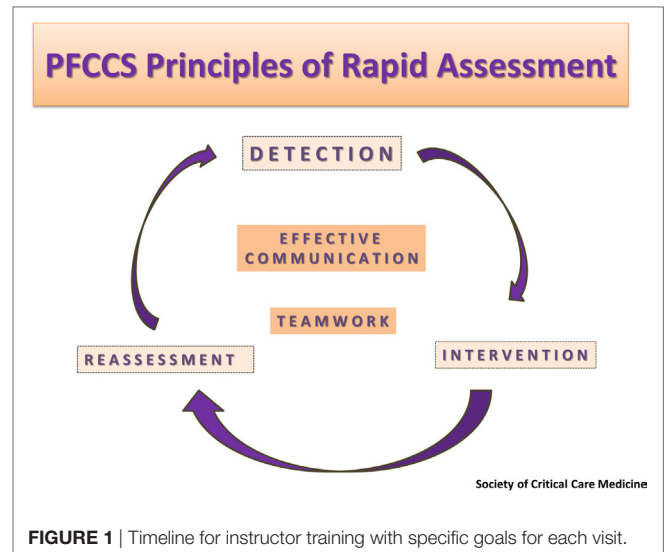 PFCCS Principles of Rapid Assessment
DETECTION
EFFECTIVE
COMMUNICATION
TEAMWORK
REASSESSMENT
INTERVENTION
Society of Critical Care Medicine
FIGURE 1 | Timeline for instructor training with specific goals for each visit.